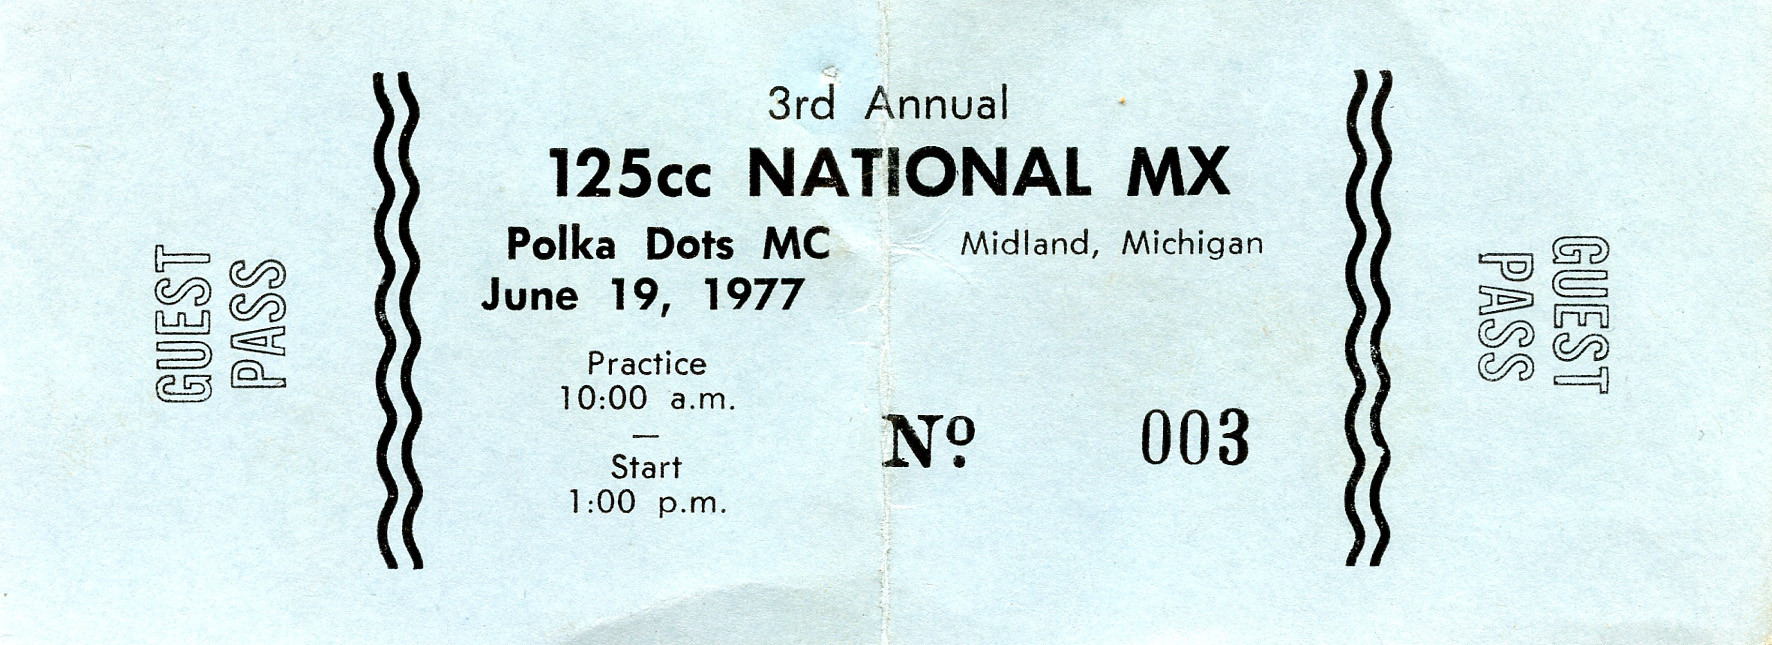 GUEST
PASS
3rd Annual
125cc NATIONAL MX
Polka Dots MC Midland, Michigan
June 19, 1977
Practice
10:00 a.m.
—
Start
1:00 p.m.
Nº 003
GUEST
PASS